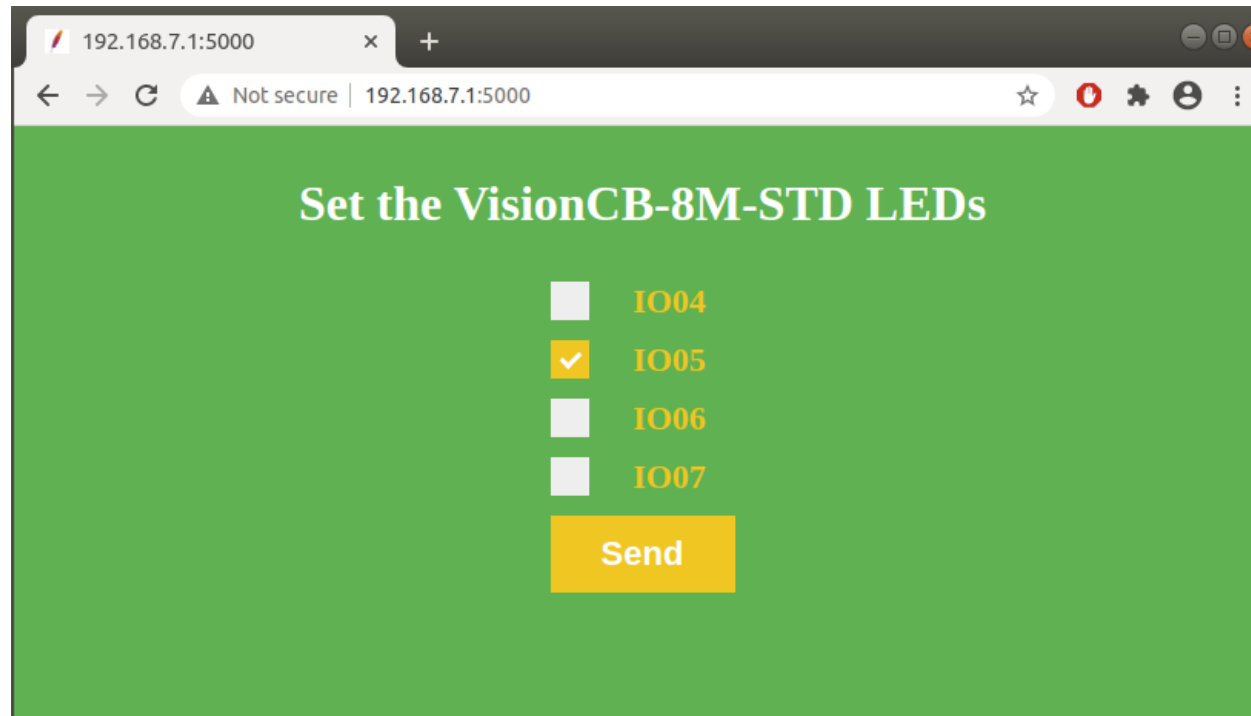 192.168.7.1:5000
Not secure 192.168.7.1:5000
Set the VisionCB-8M-STD LEDs
IO04
IO05
IO06
IO07
Send